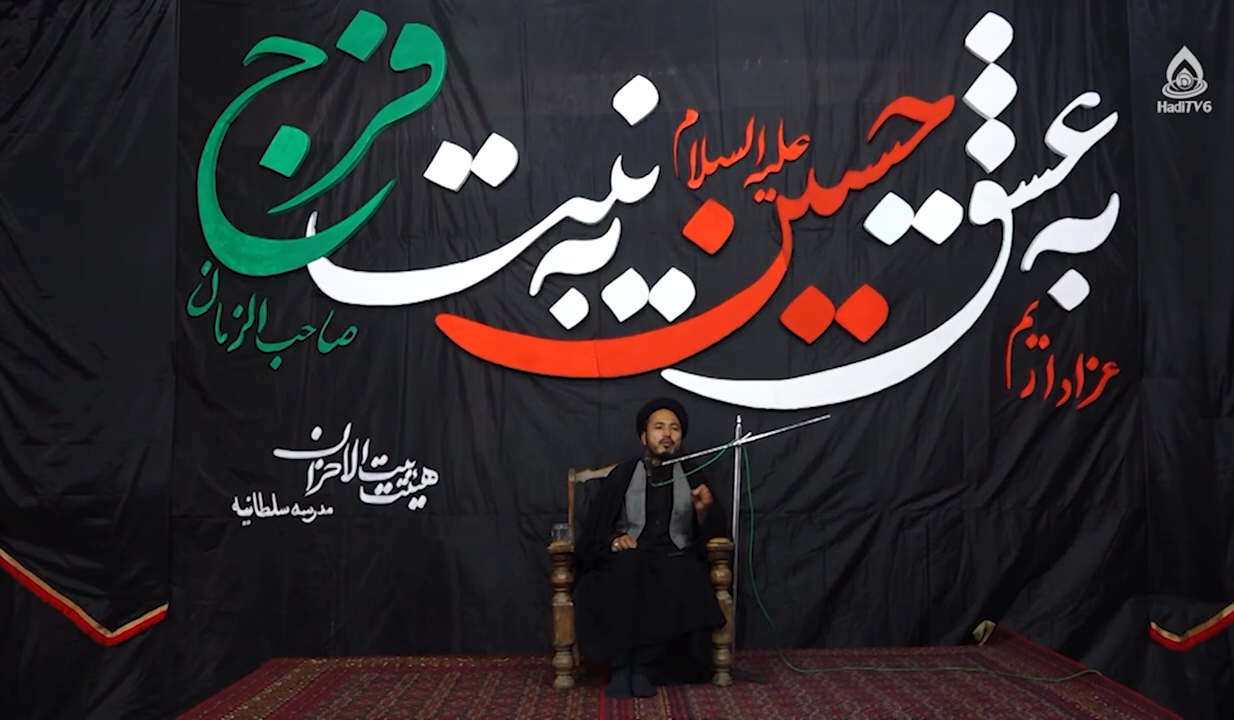 HadiTV6
به عشق حسین علیه السلام به نیت فرج
عزاداریم
صاحب الزمان
هیئت بیت الاحزان
مدرسه سلطانیه